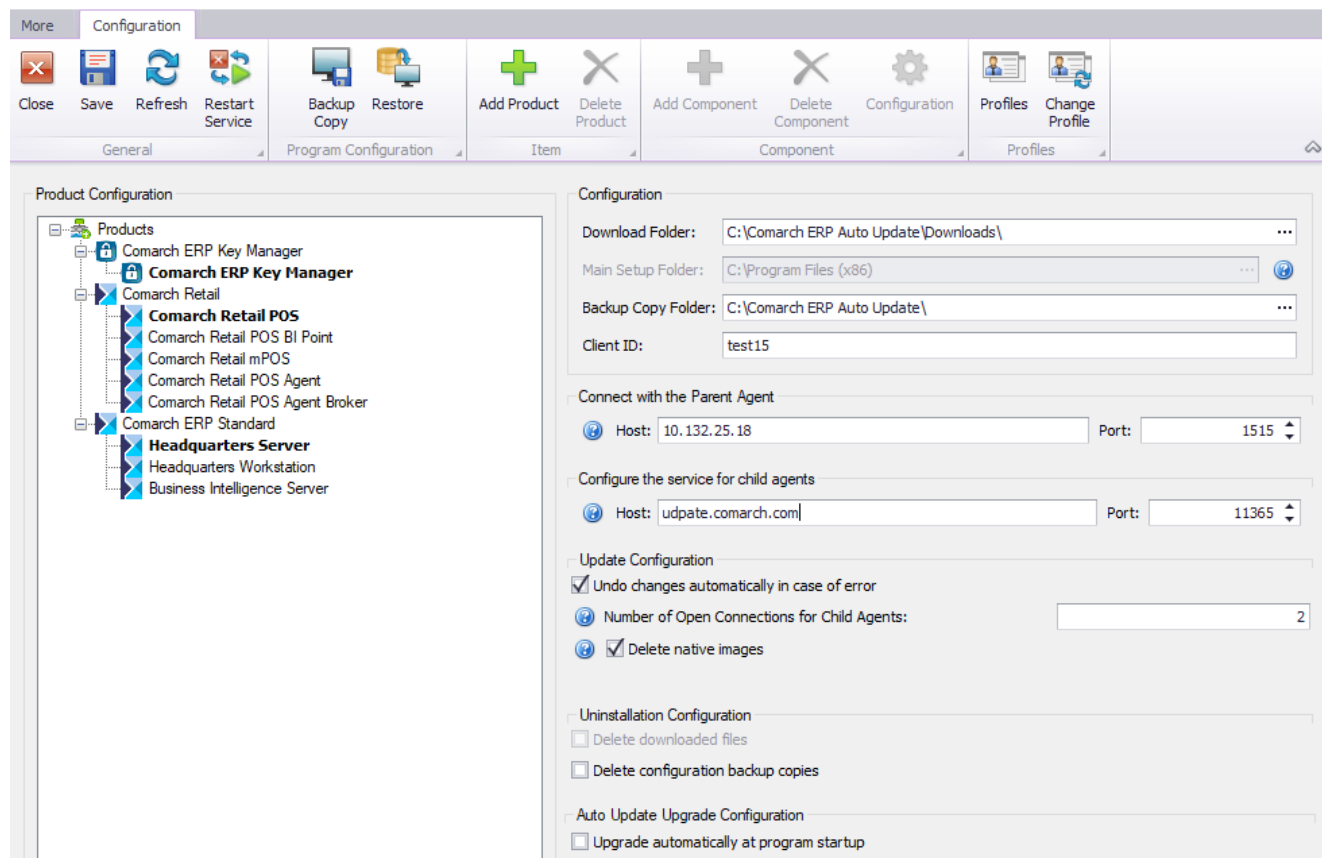 More Configuration
Close Save Refresh Restart Service Backup Copy Restore Add Product Delete Product Add Component Delete Component Configuration Profiles Change Profile
General Program Configuration Item Component Profiles
Product Configuration
Products
Comarch ERP Key Manager
Comarch ERP Key Manager
Comarch Retail
Comarch Retail POS
Comarch Retail POS BI Point
Comarch Retail mPOS
Comarch Retail POS Agent
Comarch Retail POS Agent Broker
Comarch ERP Standard
Headquarters Server
Headquarters Workstation
Business Intelligence Server
Configuration
Download Folder: C:\Comarch ERP Auto Update\Downloads\ ...
Main Setup Folder: C:\Program Files (x86) ...
Backup Copy Folder: C:\Comarch ERP Auto Update\ ...
Client ID: test15
Connect with the Parent Agent
Host: 10.132.25.18 Port: 1515
Configure the service for child agents
Host: udpate.comarch.com Port: 11365
Update Configuration
Undo changes automatically in case of error
Number of Open Connections for Child Agents: 2
Delete native images
Uninstallation Configuration
Delete downloaded files
Delete configuration backup copies
Auto Update Upgrade Configuration
Upgrade automatically at program startup